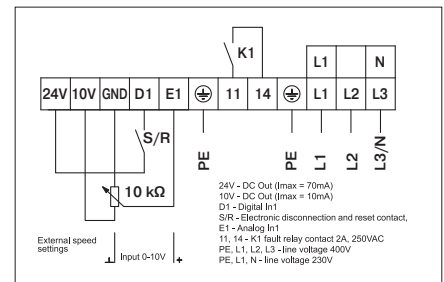 K1
L1 N
24V 10V GND D1 E1 11 14 L1 L2 L3
S/R
PE PE L1 L2 L3/N
10 kΩ
24V - DC Out (Imax = 70mA)
10V - DC Out (Imax = 10mA)
D1 - Digital In1
S/R - Electronic disconnection and reset contact,
E1 - Analog In1
11, 14 - K1 fault relay contact 2A, 250VAC
PE, L1, L2, L3 - line voltage 400V
PE, L1, N - line voltage 230V
External speed
settings
⊥ Input 0-10V +